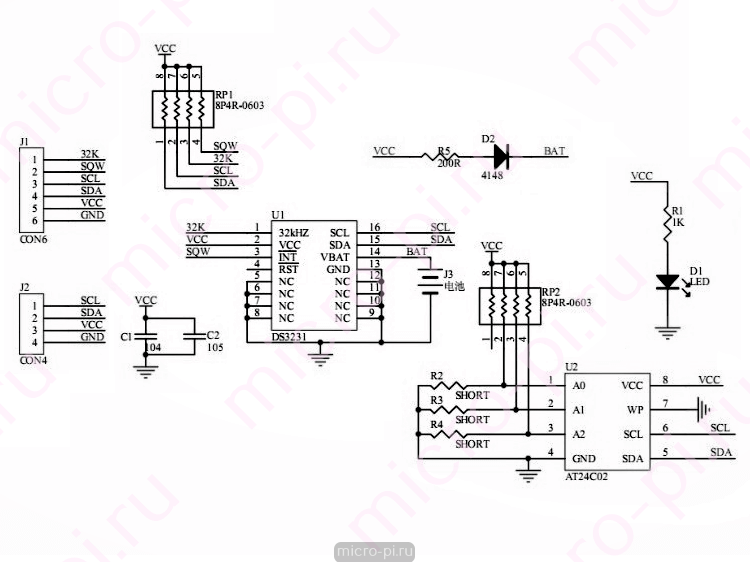 VCC
8 7 6 5
RP1
8P4R-0603
1 2 3 4
SQW
32K
SCL
SDA
J1
1 32K
2 SQW
3 SCL
4 SDA
5 VCC
6 GND
CON6
VCC
R5
200R
D2
4148
BAT
VCC
R1
1K
D1
LED
U1
32K 1 32kHZ SCL 16 SCL
VCC 2 VCC SDA 15 SDA
SQW 3 INT VBAT 14 BAT
4 RST GND 13
5 NC NC 12
6 NC NC 11
7 NC NC 10
8 NC NC 9
DS3231
J3
电池
J2
1 SCL
2 SDA
3 VCC
4 GND
CON4
VCC
C1
104
C2
105
VCC
8 7 6 5
RP2
8P4R-0603
1 2 3 4
U2
R2
SHORT
R3
SHORT
R4
SHORT
1 A0 VCC 8 VCC
2 A1 WP 7
3 A2 SCL 6 SCL
4 GND SDA 5 SDA
AT24C02
micro-pi.ru